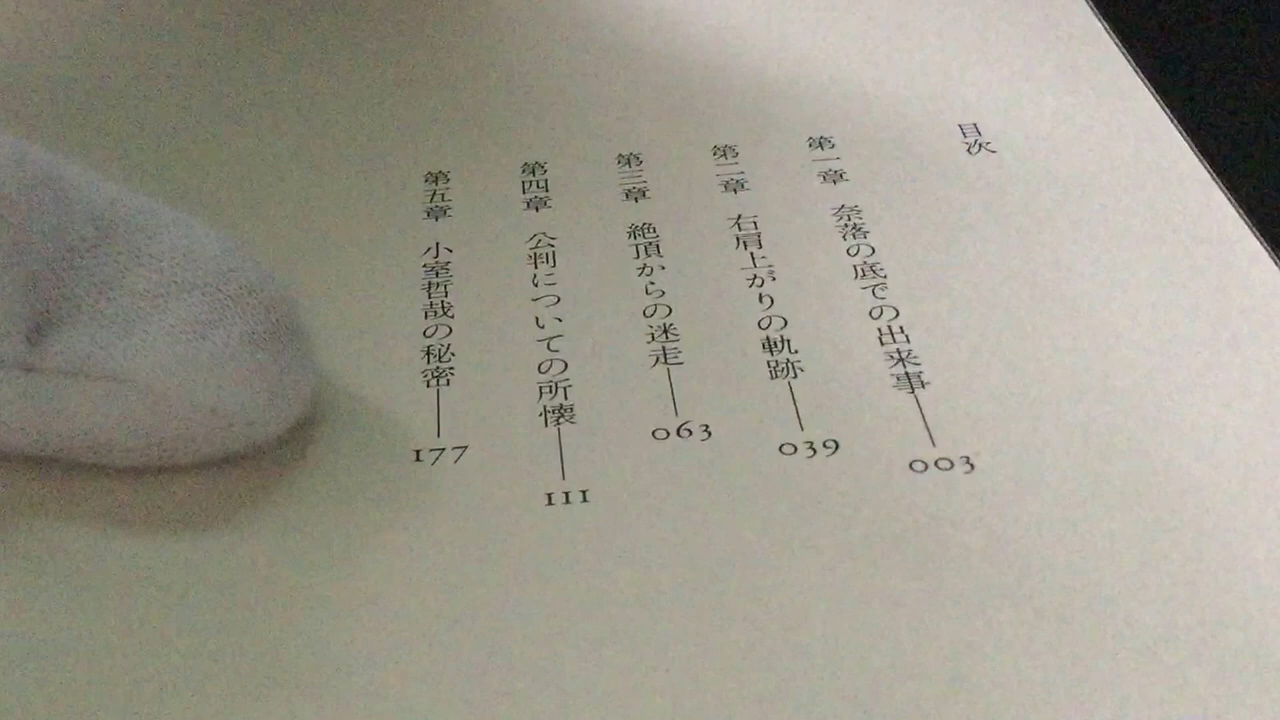 目次
第一章 奈落の底での出来事——003
第二章 右肩上がりの軌跡——039
第三章 絶頂からの迷走——063
第四章 公判についての所懐——111
第五章 小室哲哉の秘密——177